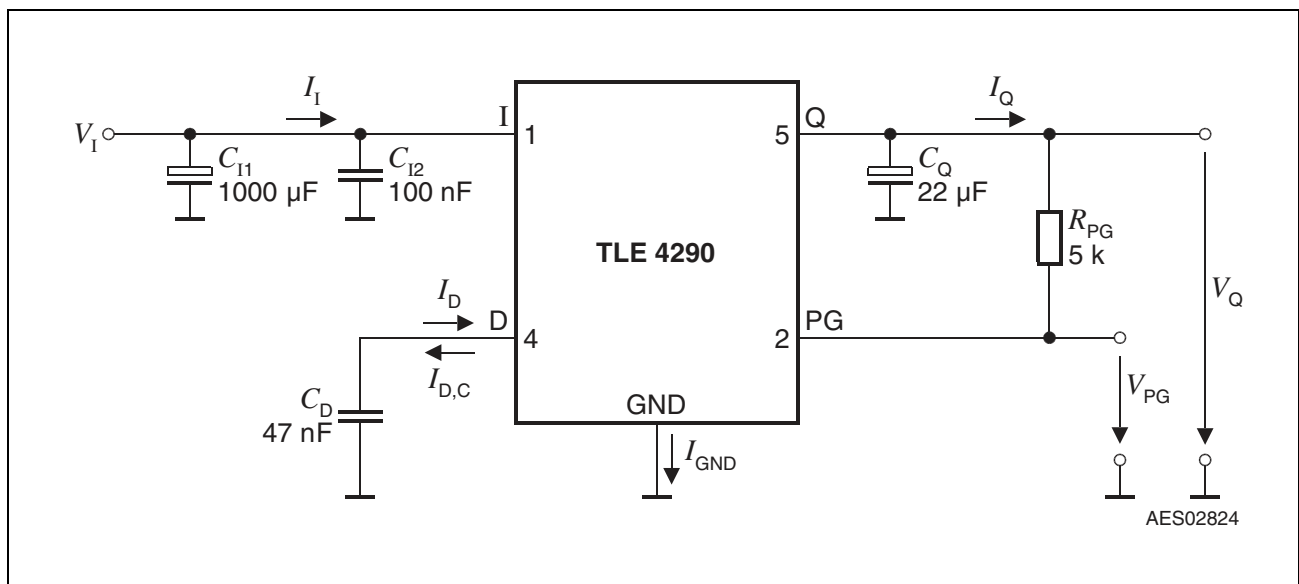 I_I
V_I
I
1
C_I1
1000 µF
C_I2
100 nF
TLE 4290
Q
5
I_Q
C_Q
22 µF
R_PG
5 k
V_Q
I_D
D
4
I_D,C
C_D
47 nF
GND
I_GND
PG
2
V_PG
AES02824